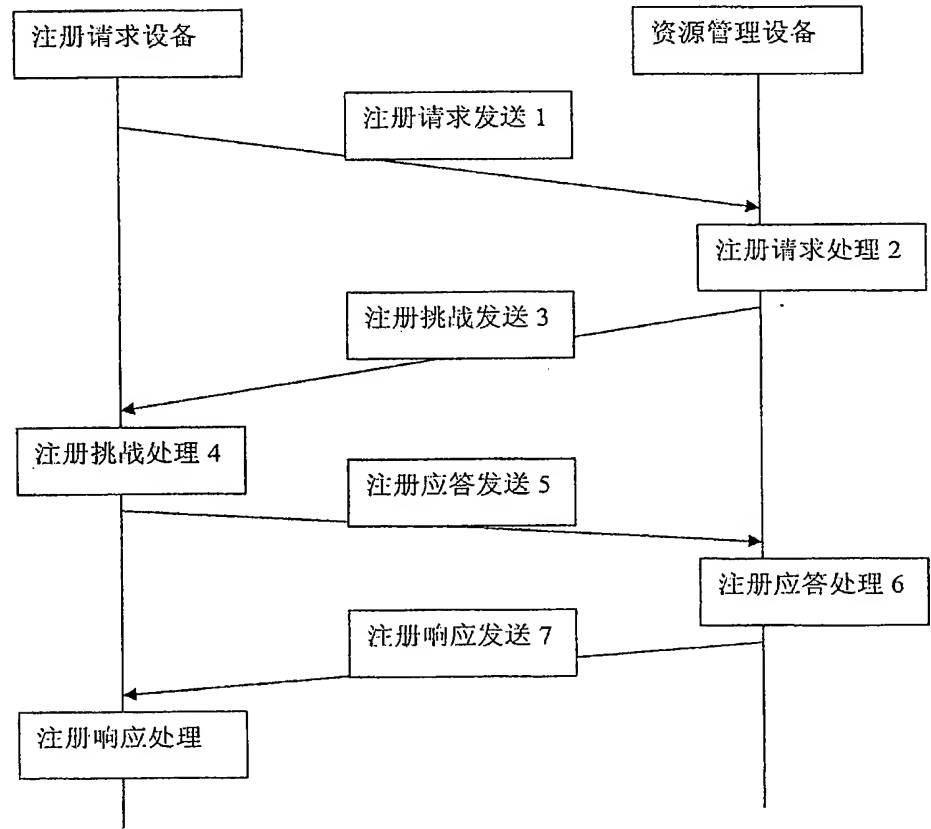 注册请求设备
资源管理设备
注册请求发送 1
注册请求处理 2
注册挑战发送 3
注册挑战处理 4
注册应答发送 5
注册应答处理 6
注册响应发送 7
注册响应处理